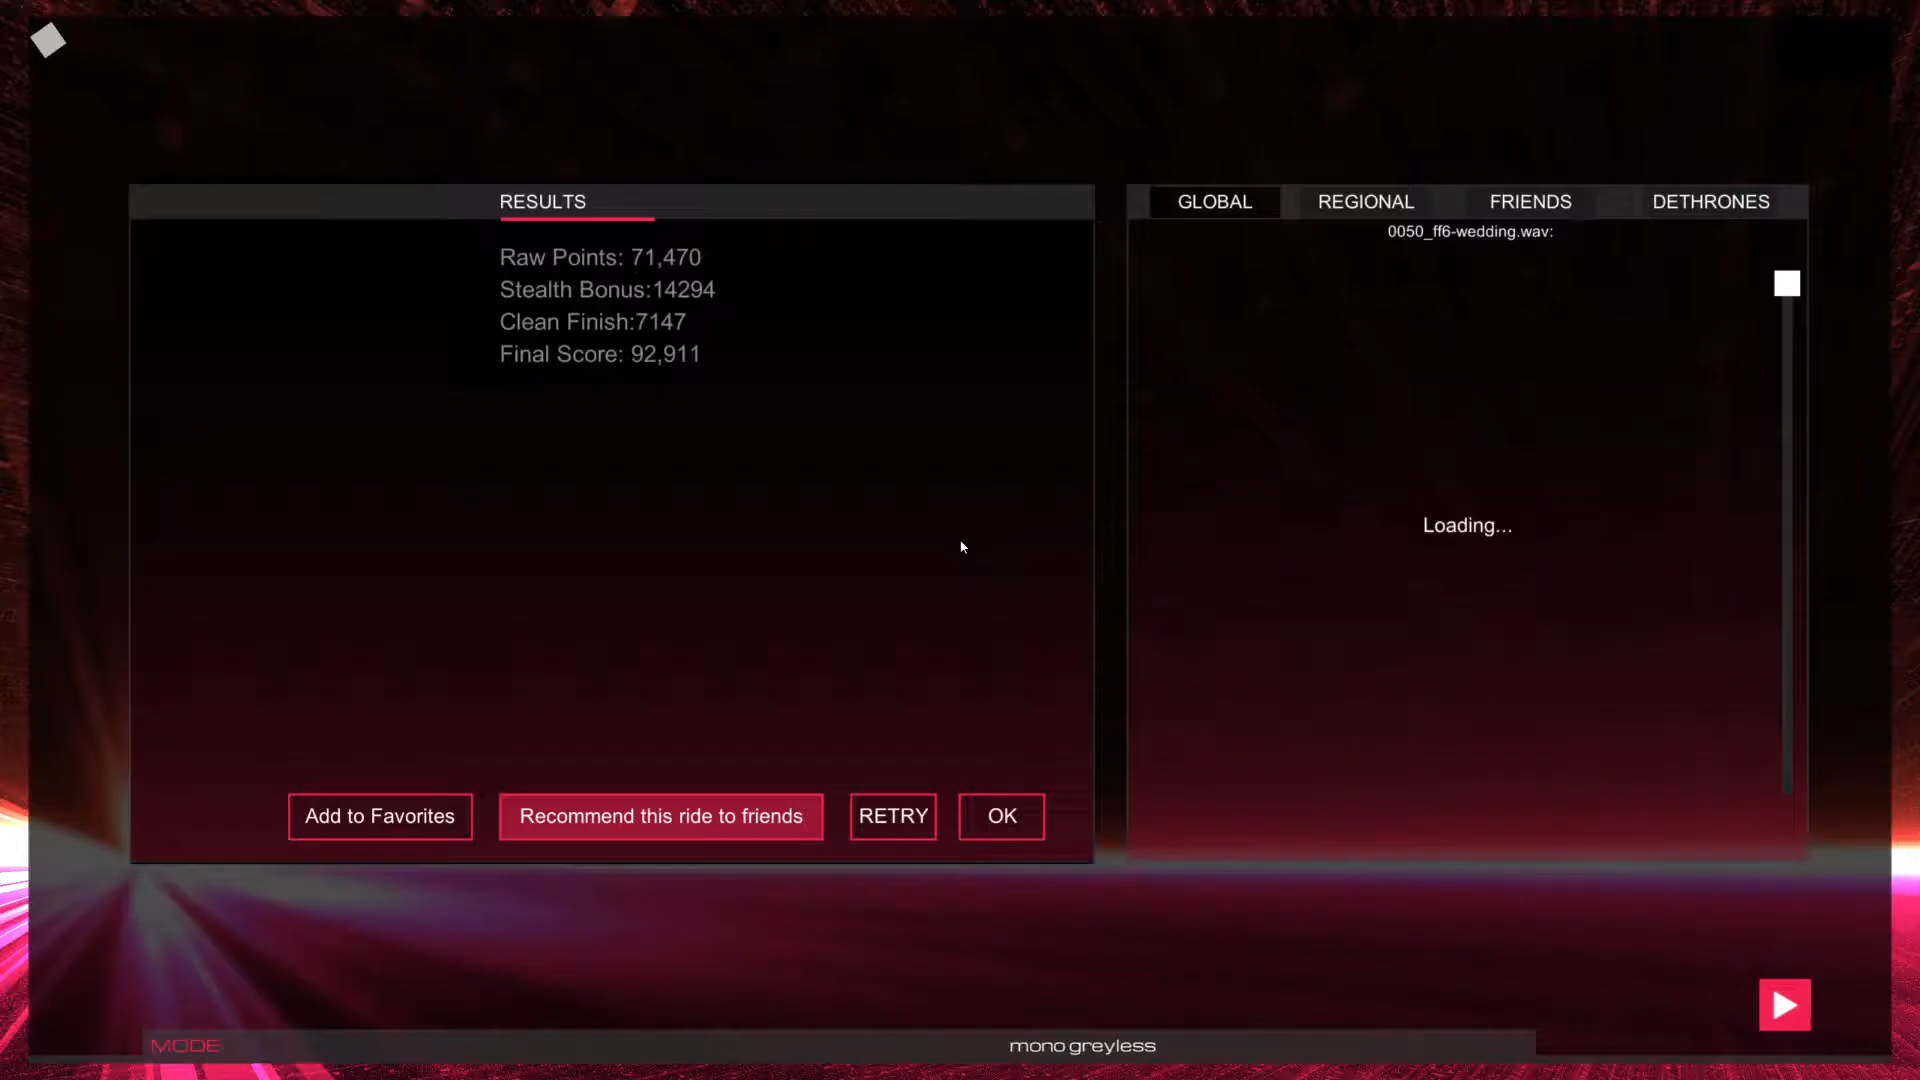 RESULTS
Raw Points: 71,470
Stealth Bonus:14294
Clean Finish:7147
Final Score: 92,911
Add to Favorites
Recommend this ride to friends
RETRY
OK
GLOBAL REGIONAL FRIENDS DETHRONES
0050_ff6-wedding.wav:
Loading...
MODE mono greyless